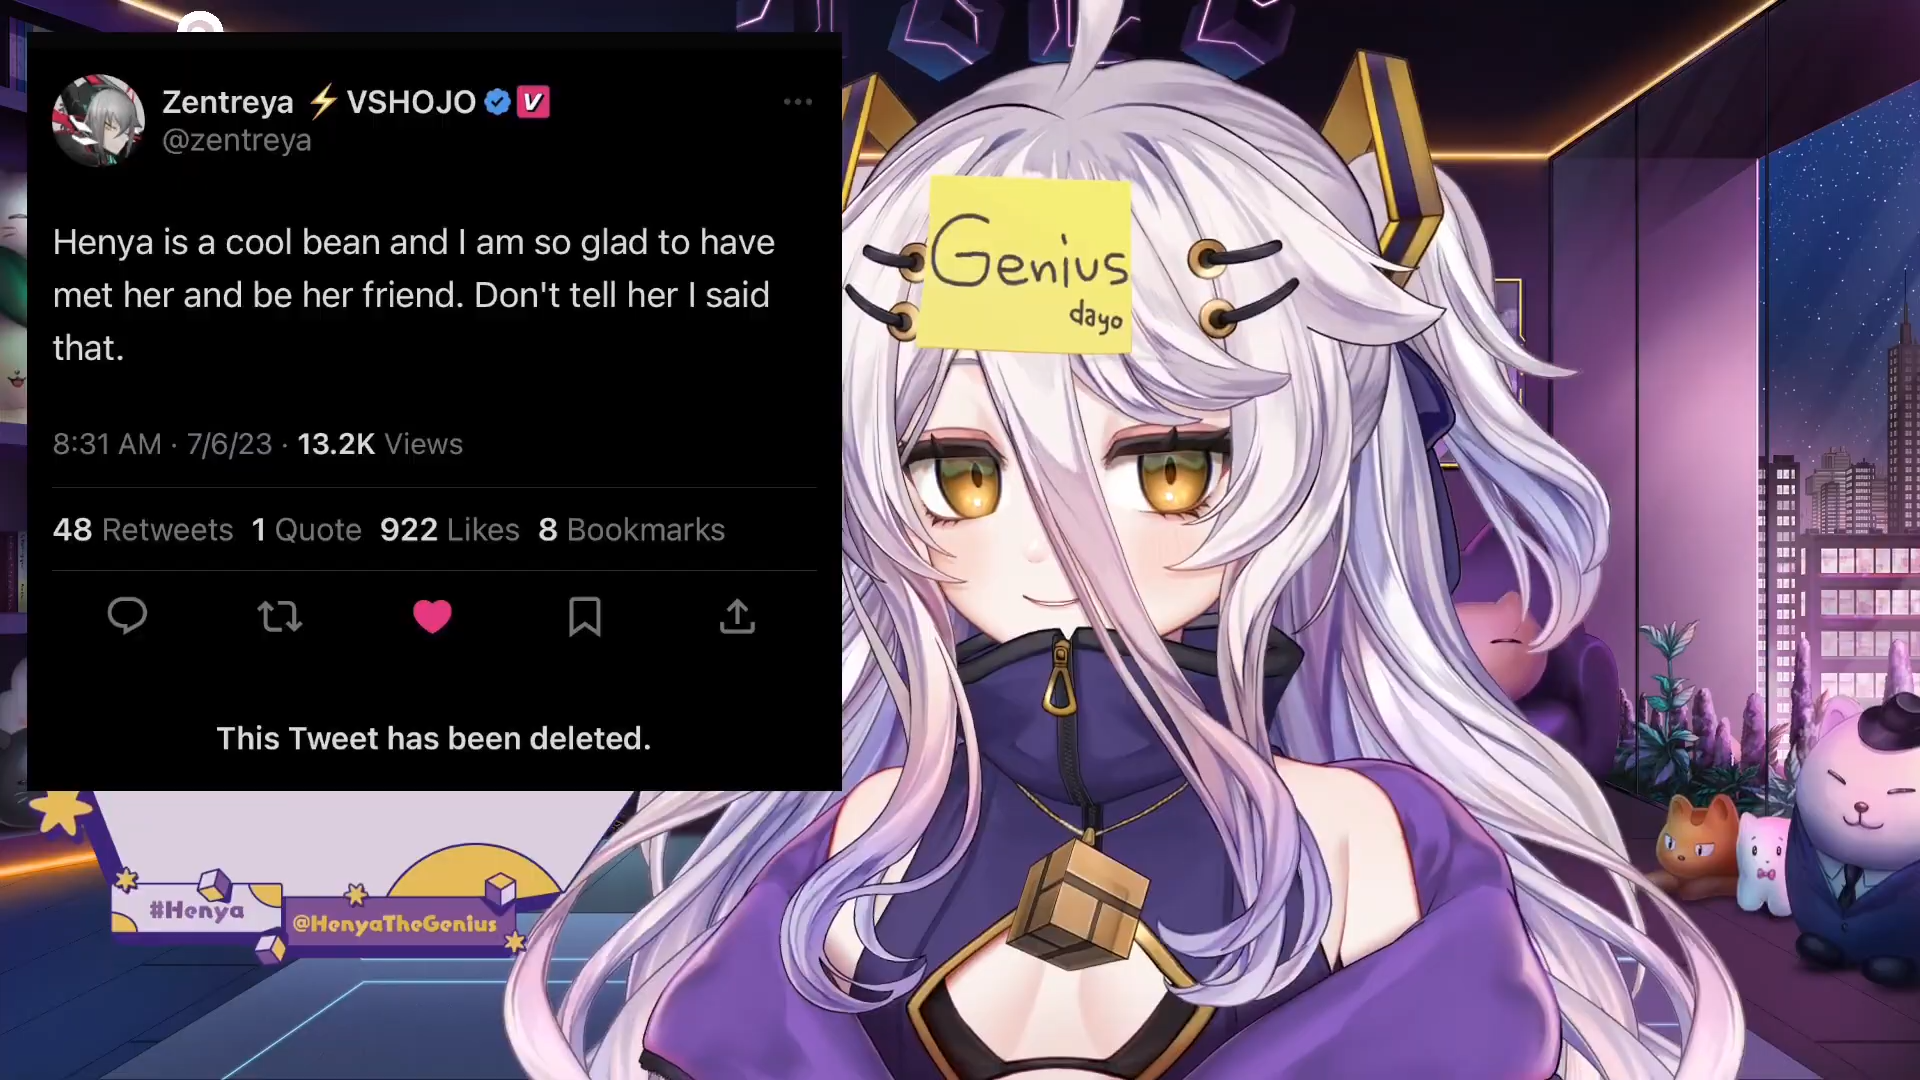 Zentreya ⚡ VSHOJO V
@zentreya
Henya is a cool bean and I am so glad to have
met her and be her friend. Don't tell her I said
that.
8:31 AM · 7/6/23 · 13.2K Views
48 Retweets 1 Quote 922 Likes 8 Bookmarks
This Tweet has been deleted.
Genius
dayo
#Henya
@HenyaTheGenius